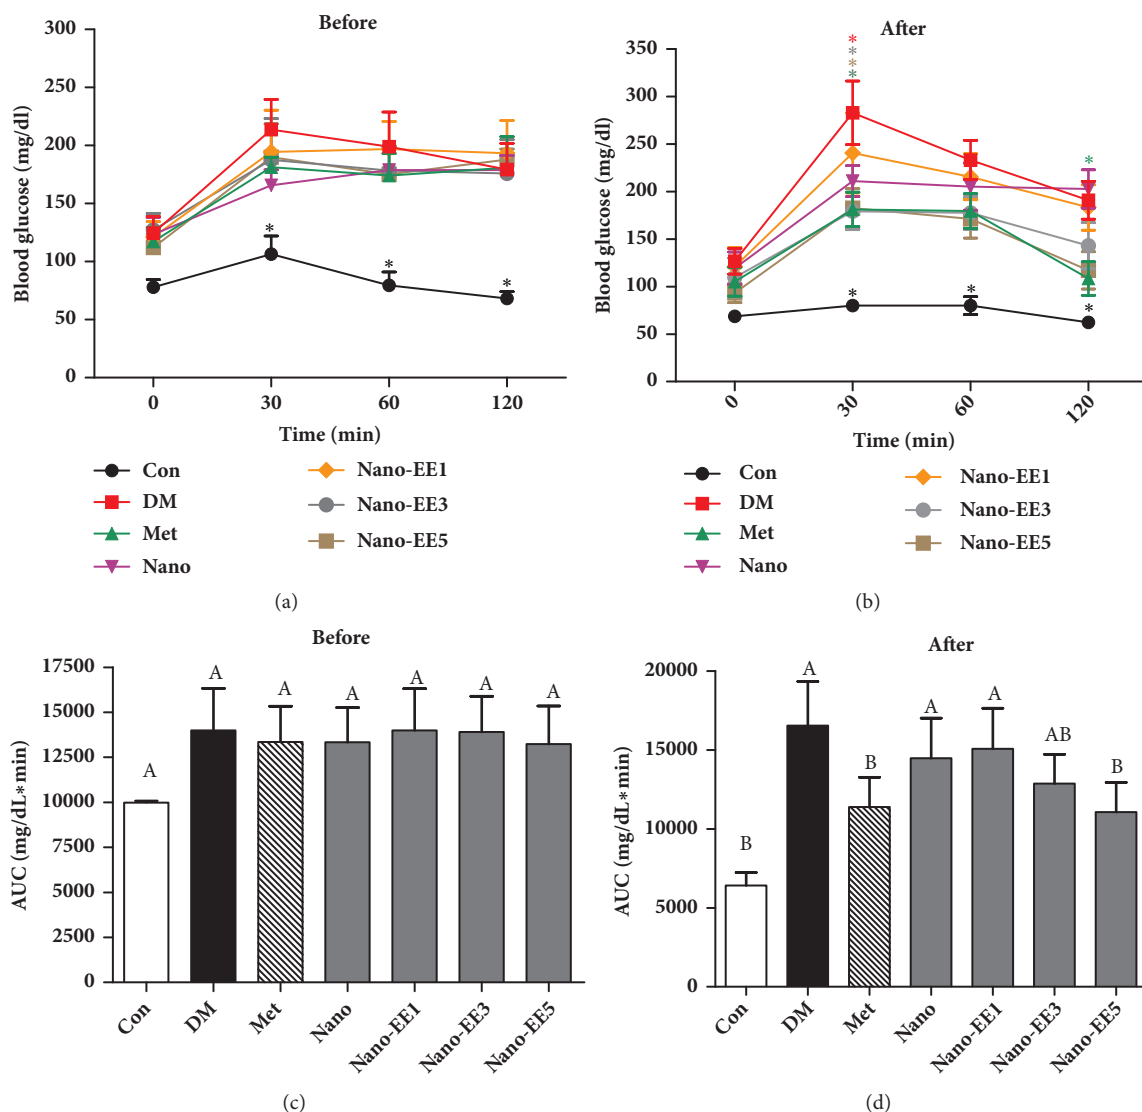 Before
300
250
200
150
100
50
0
Blood glucose (mg/dl)
*
*
*
0 30 60 120
Time (min)
Con
DM
Met
Nano
Nano-EE1
Nano-EE3
Nano-EE5
(a)
After
350
300
250
200
150
100
50
0
Blood glucose (mg/dl)
*
*
*
*
*
*
*
*
0 30 60 120
Time (min)
Con
DM
Met
Nano
Nano-EE1
Nano-EE3
Nano-EE5
(b)
Before
17500
15000
12500
10000
7500
5000
2500
0
AUC (mg/dL*min)
A A A A A A A
Con DM Met Nano Nano-EE1 Nano-EE3 Nano-EE5
(c)
After
20000
15000
10000
5000
0
AUC (mg/dL*min)
B A B A A AB B
Con DM Met Nano Nano-EE1 Nano-EE3 Nano-EE5
(d)